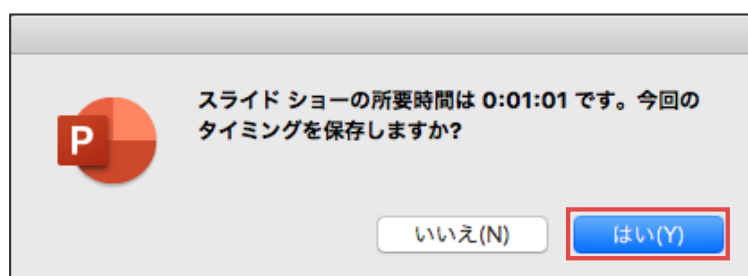 スライド ショーの所要時間は 0:01:01 です。今回の
タイミングを保存しますか?
P
いいえ(N)
はい(Y)